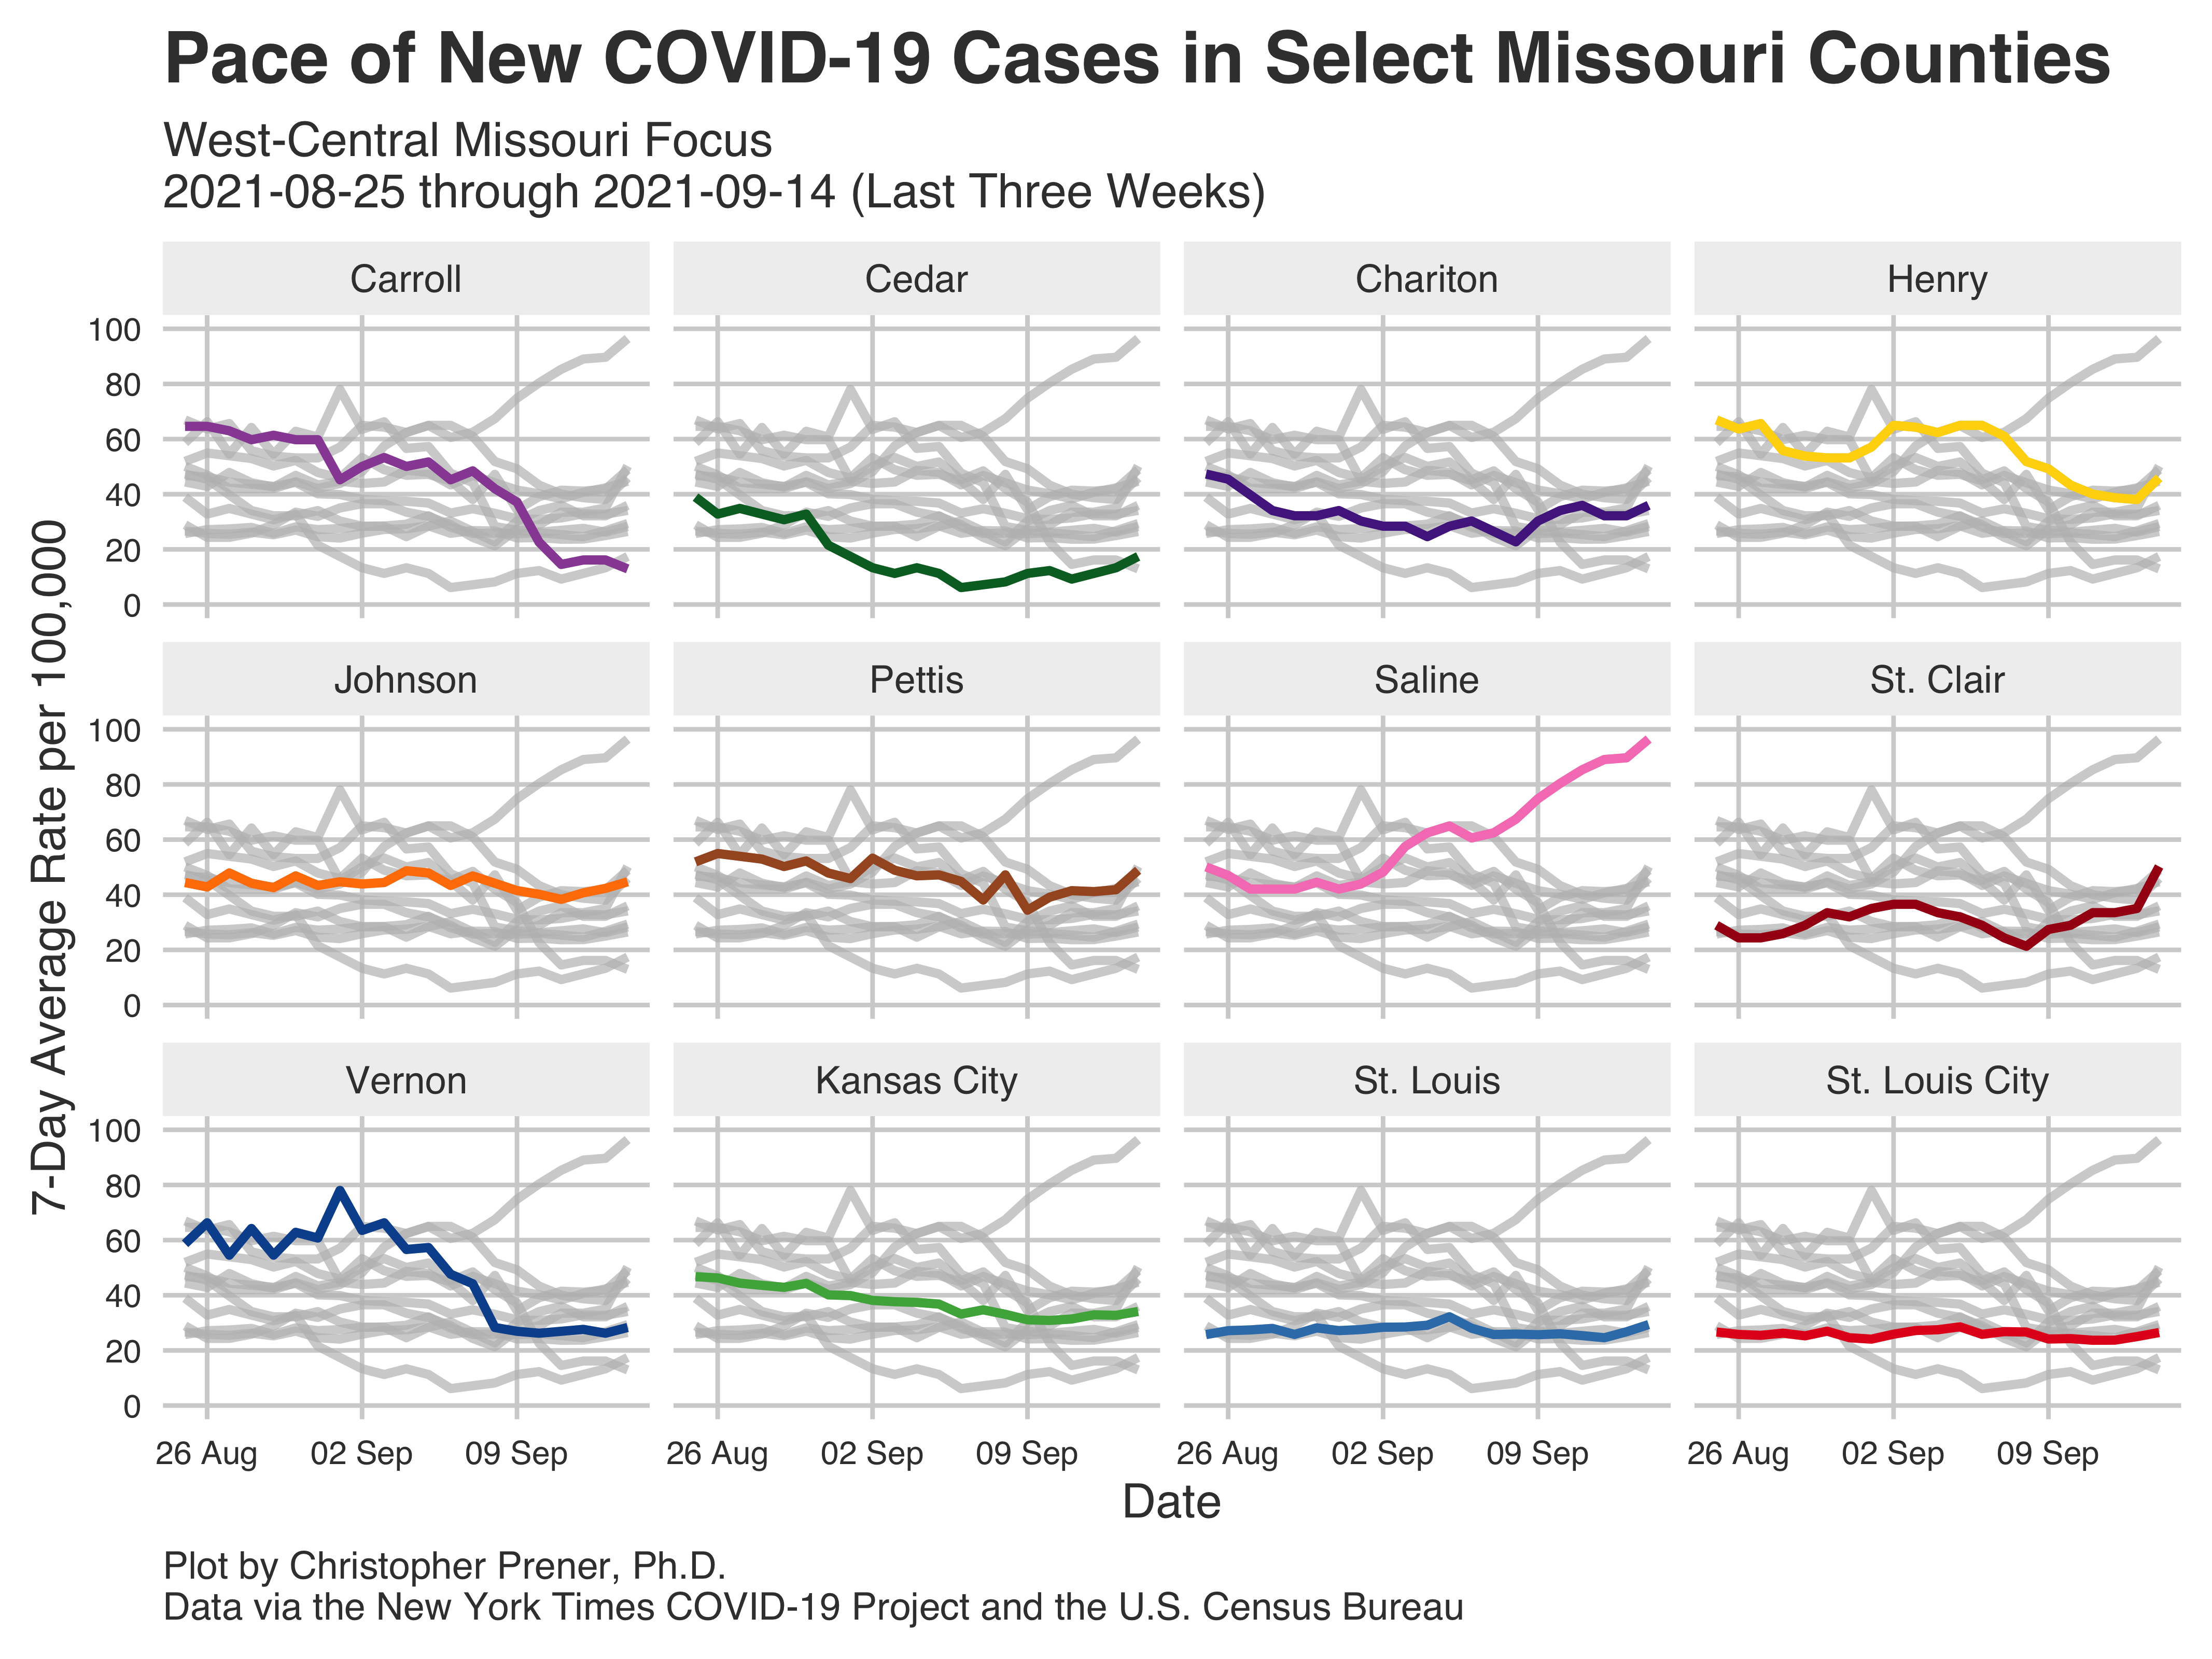 Pace of New COVID-19 Cases in Select Missouri Counties
West-Central Missouri Focus
2021-08-25 through 2021-09-14 (Last Three Weeks)
7-Day Average Rate per 100,000
Carroll
Cedar
Chariton
Henry
100
80
60
40
20
0
Johnson
Pettis
Saline
St. Clair
100
80
60
40
20
0
Vernon
Kansas City
St. Louis
St. Louis City
100
80
60
40
20
0
26 Aug
02 Sep
09 Sep
26 Aug
02 Sep
09 Sep
26 Aug
02 Sep
09 Sep
26 Aug
02 Sep
09 Sep
Date
Plot by Christopher Prener, Ph.D.
Data via the New York Times COVID-19 Project and the U.S. Census Bureau